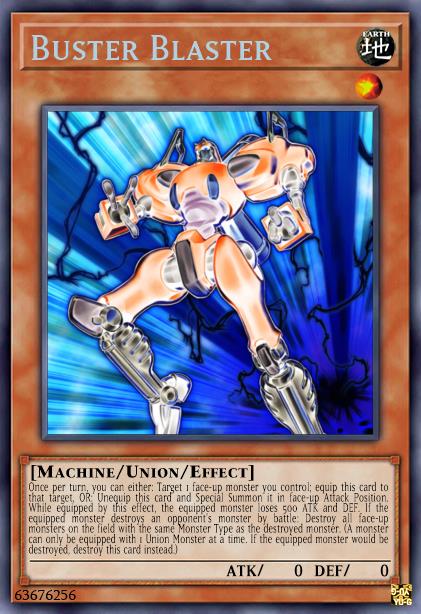 BUSTER BLASTER
EARTH
地
[MACHINE/UNION/EFFECT]
Once per turn, you can either: Target 1 face-up monster you control; equip this card to
that target, OR: Unequip this card and Special Summon it in face-up Attack Position.
While equipped by this effect, the equipped monster loses 500 ATK and DEF. If the
equipped monster destroys an opponent's monster by battle: Destroy all face-up
monsters on the field with the same Monster Type as the destroyed monster. (A monster
can only be equipped with 1 Union Monster at a time. If the equipped monster would be
destroyed, destroy this card instead.)
ATK/ 0 DEF/ 0
63676256